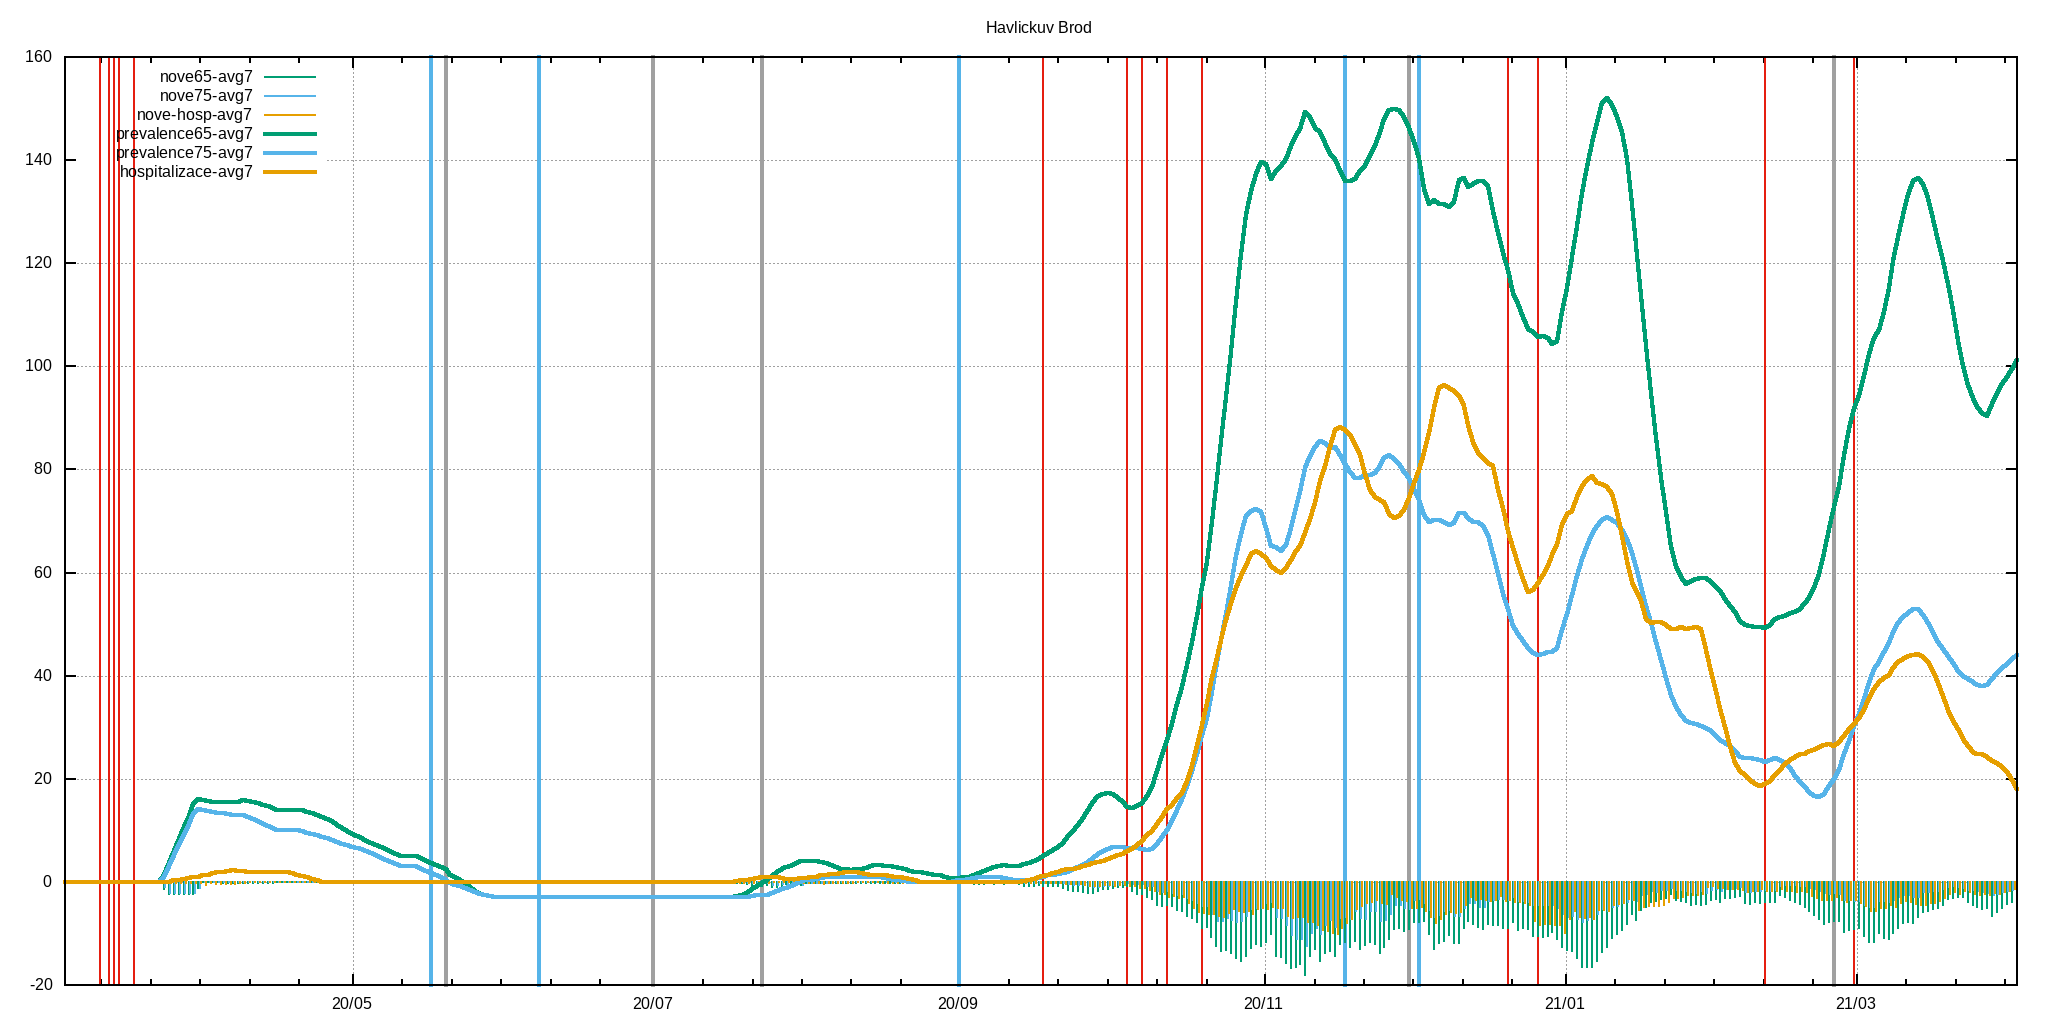 Havlickuv Brod
160
140
120
100
80
60
40
20
0
-20
nove65-avg7
nove75-avg7
nove-hosp-avg7
prevalence65-avg7
prevalence75-avg7
hospitalizace-avg7
20/05 20/07 20/09 20/11 21/01 21/03